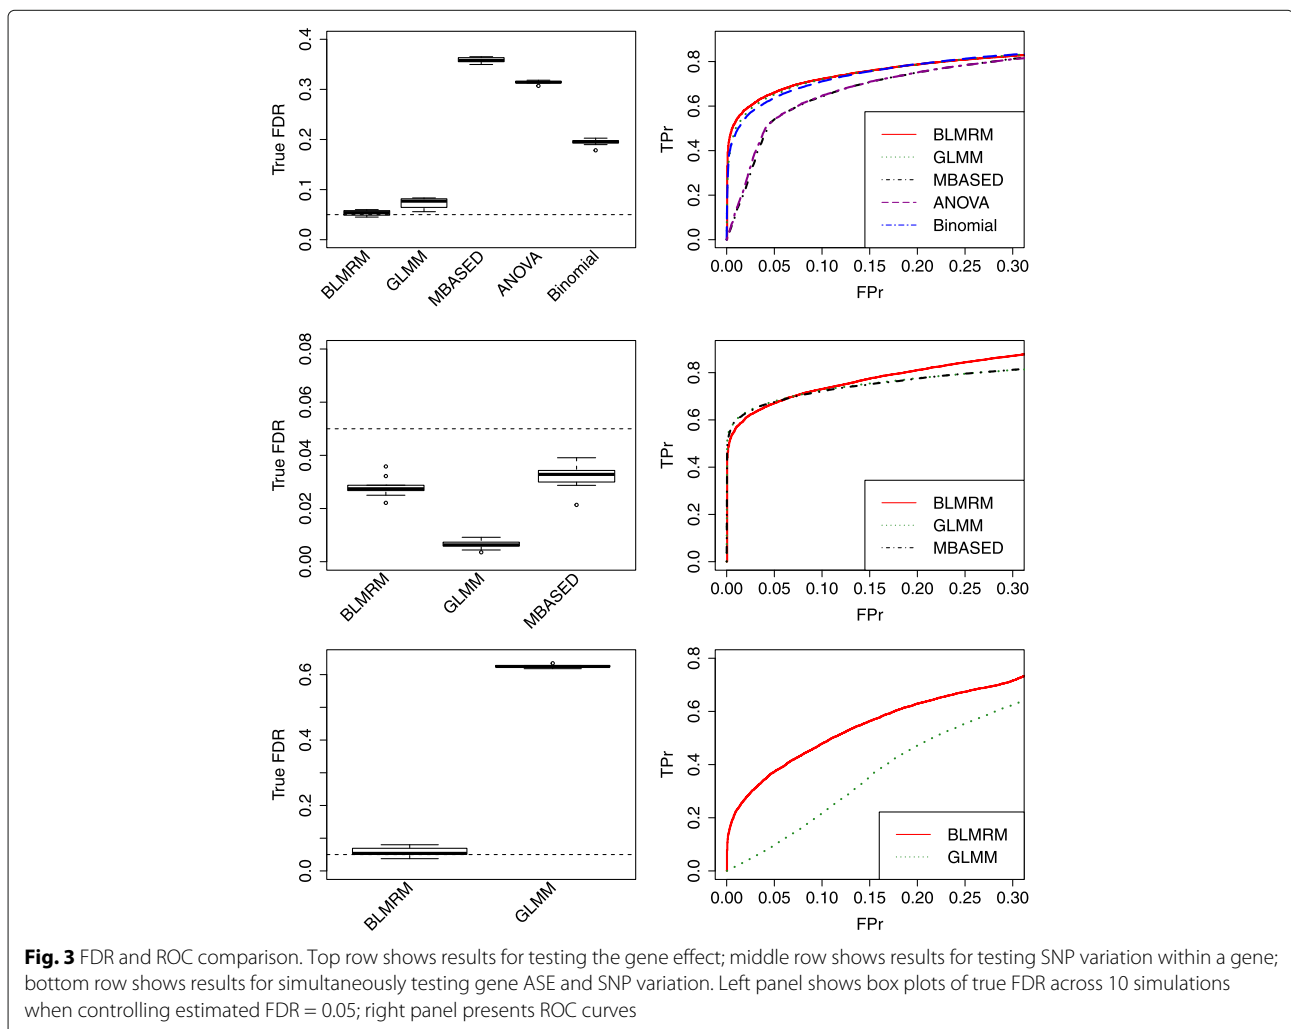 True FDR
0.0 0.1 0.2 0.3 0.4
BLMRM GLMM MBASED ANOVA Binomial
TPr
0.0 0.2 0.4 0.6 0.8
BLMRM
GLMM
MBASED
ANOVA
Binomial
0.00 0.05 0.10 0.15 0.20 0.25 0.30
FPr
True FDR
0.00 0.02 0.04 0.06 0.08
BLMRM GLMM MBASED
TPr
0.0 0.2 0.4 0.6 0.8
BLMRM
GLMM
MBASED
0.00 0.05 0.10 0.15 0.20 0.25 0.30
FPr
True FDR
0.0 0.2 0.4 0.6
BLMRM GLMM
TPr
0.0 0.2 0.4 0.6 0.8
BLMRM
GLMM
0.00 0.05 0.10 0.15 0.20 0.25 0.30
FPr
Fig. 3 FDR and ROC comparison. Top row shows results for testing the gene effect; middle row shows results for testing SNP variation within a gene;
bottom row shows results for simultaneously testing gene ASE and SNP variation. Left panel shows box plots of true FDR across 10 simulations
when controlling estimated FDR = 0.05; right panel presents ROC curves